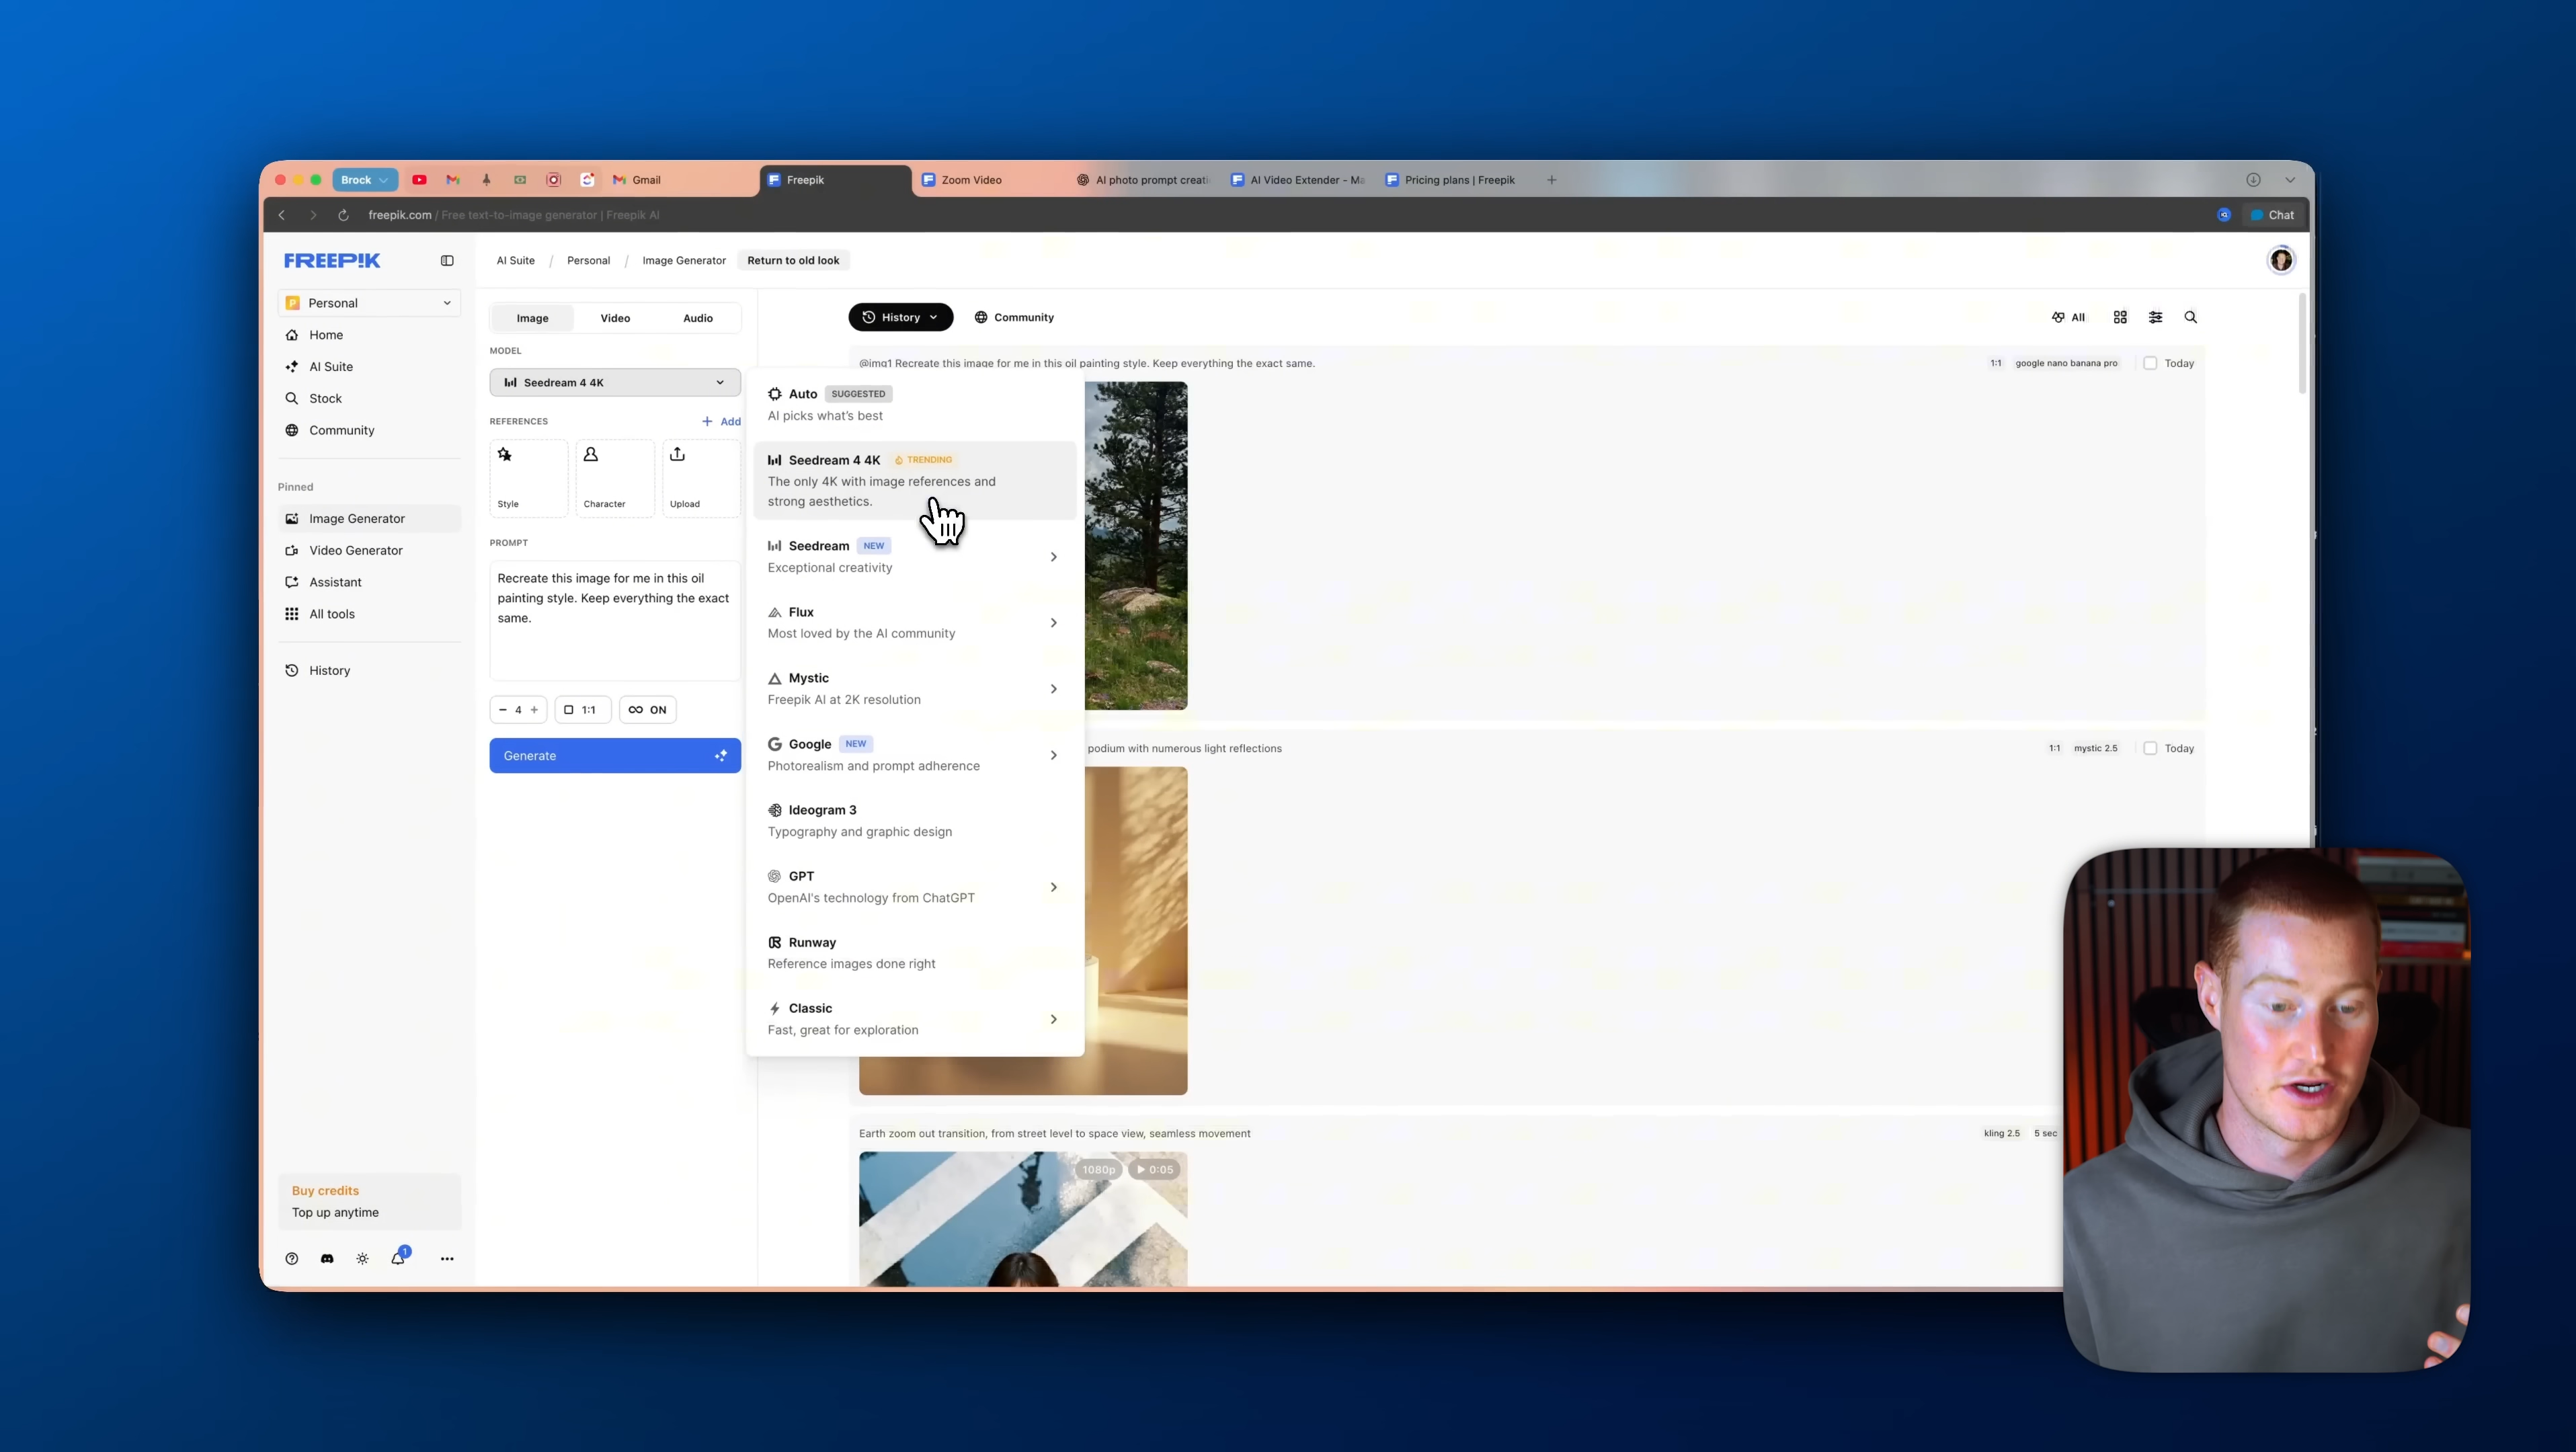 Brock
Gmail
Freepik
Zoom Video
AI photo prompt creati
AI Video Extender - Ma
Pricing plans | Freepik
freepik.com / Free text-to-image generator | Freepik AI
Chat
FREEP!K
AI Suite / Personal / Image Generator
Return to old look
P Personal
Home
AI Suite
Stock
Community
Pinned
Image Generator
Video Generator
Assistant
All tools
History
Buy credits
Top up anytime
1
Image
Video
Audio
MODEL
Seedream 4 4K
REFERENCES
+ Add
Style
Character
Upload
PROMPT
Recreate this image for me in this oil
painting style. Keep everything the exact
same.
− 4 +
1:1
ON
Generate
Auto SUGGESTED
AI picks what's best
Seedream 4 4K TRENDING
The only 4K with image references and
strong aesthetics.
Seedream NEW
Exceptional creativity
Flux
Most loved by the AI community
Mystic
Freepik AI at 2K resolution
Google NEW
Photorealism and prompt adherence
Ideogram 3
Typography and graphic design
GPT
OpenAI's technology from ChatGPT
Runway
Reference images done right
Classic
Fast, great for exploration
History
Community
All
@img1 Recreate this image for me in this oil painting style. Keep everything the exact same.
1:1 google nano banana pro Today
podium with numerous light reflections
1:1 mystic 2.5 Today
Earth zoom out transition, from street level to space view, seamless movement
kling 2.5 5 sec
1080p 0:05